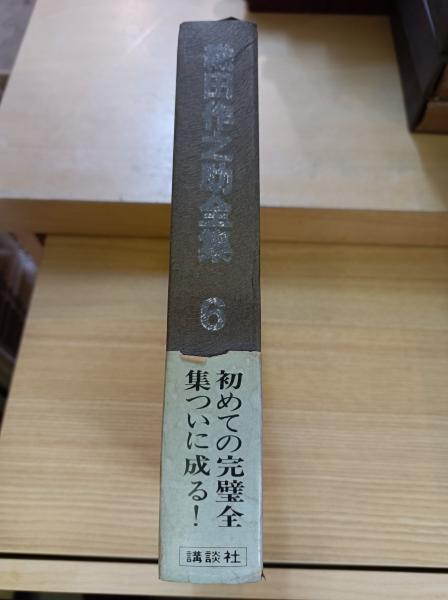 織田作之助全集
6
初めての完璧全
集ついに成る！
講談社